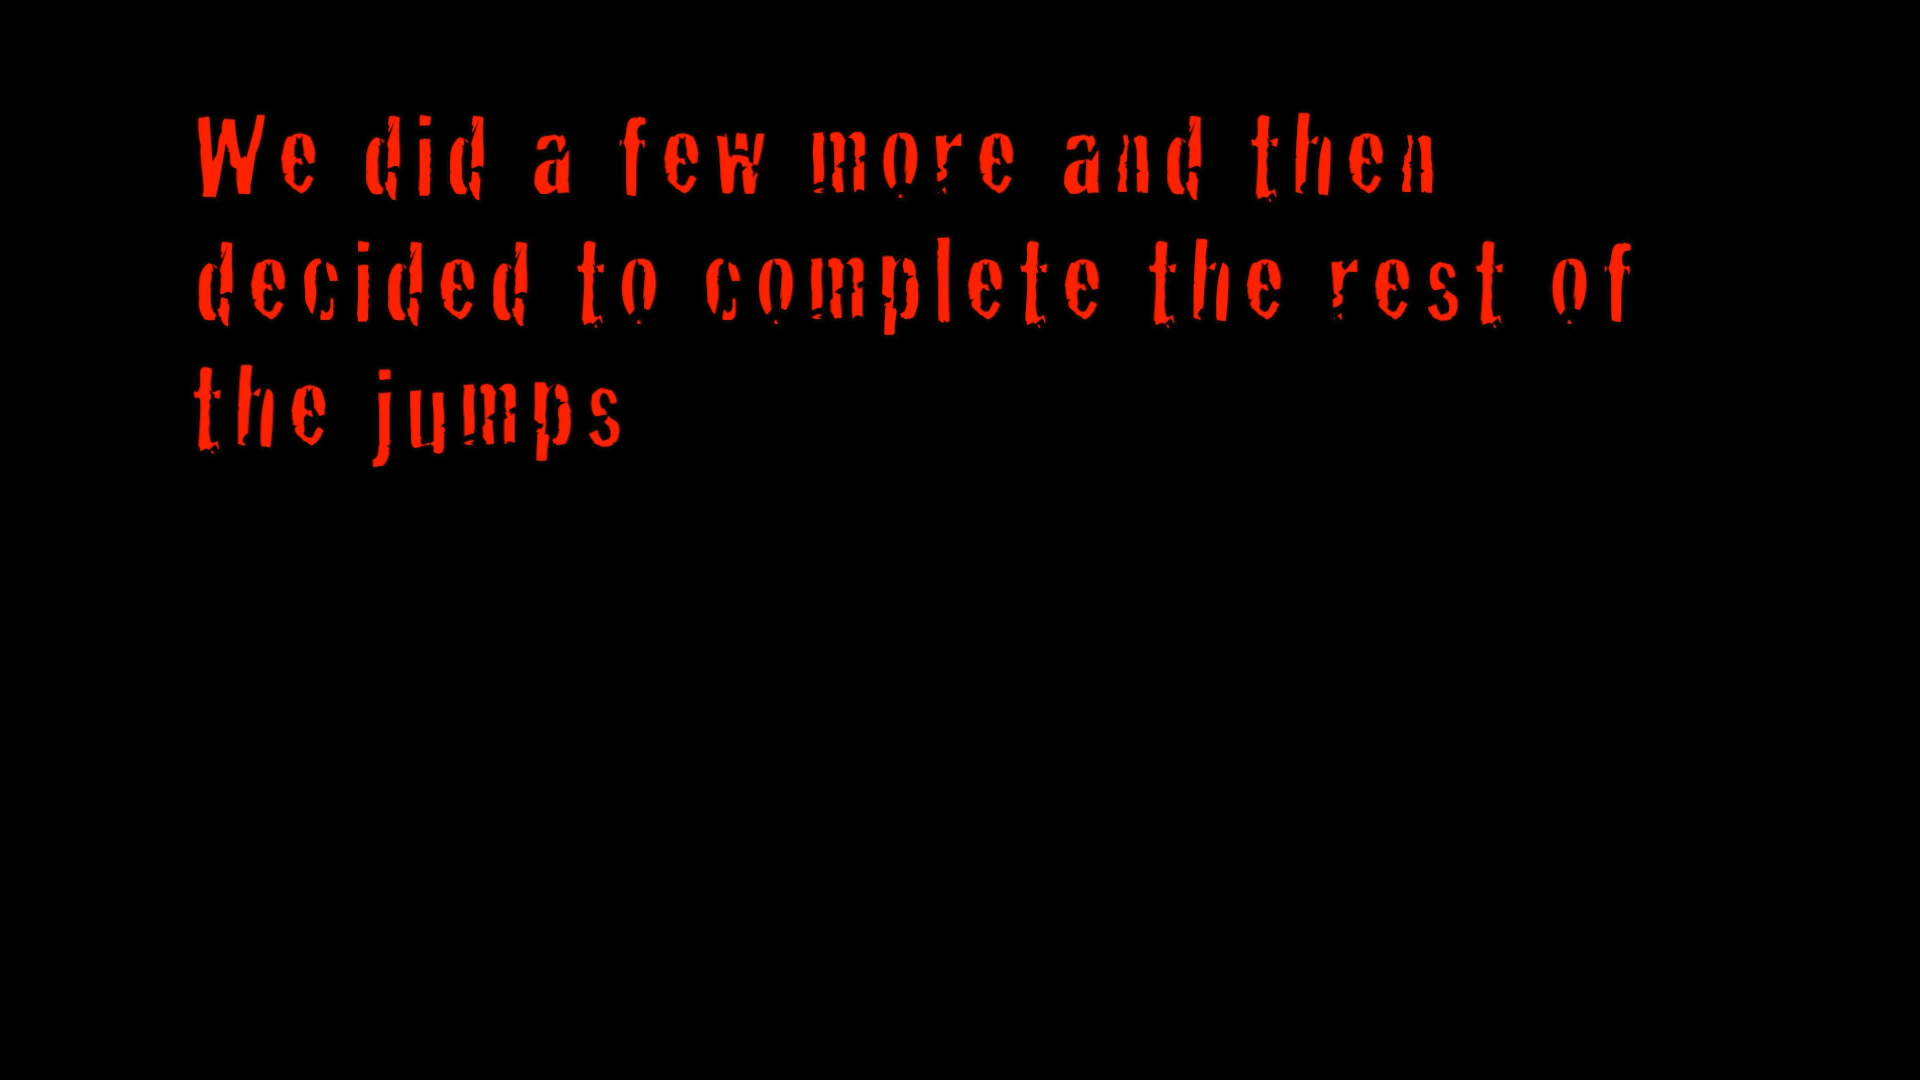 We did a few more and then
decided to complete the rest of
the jumps